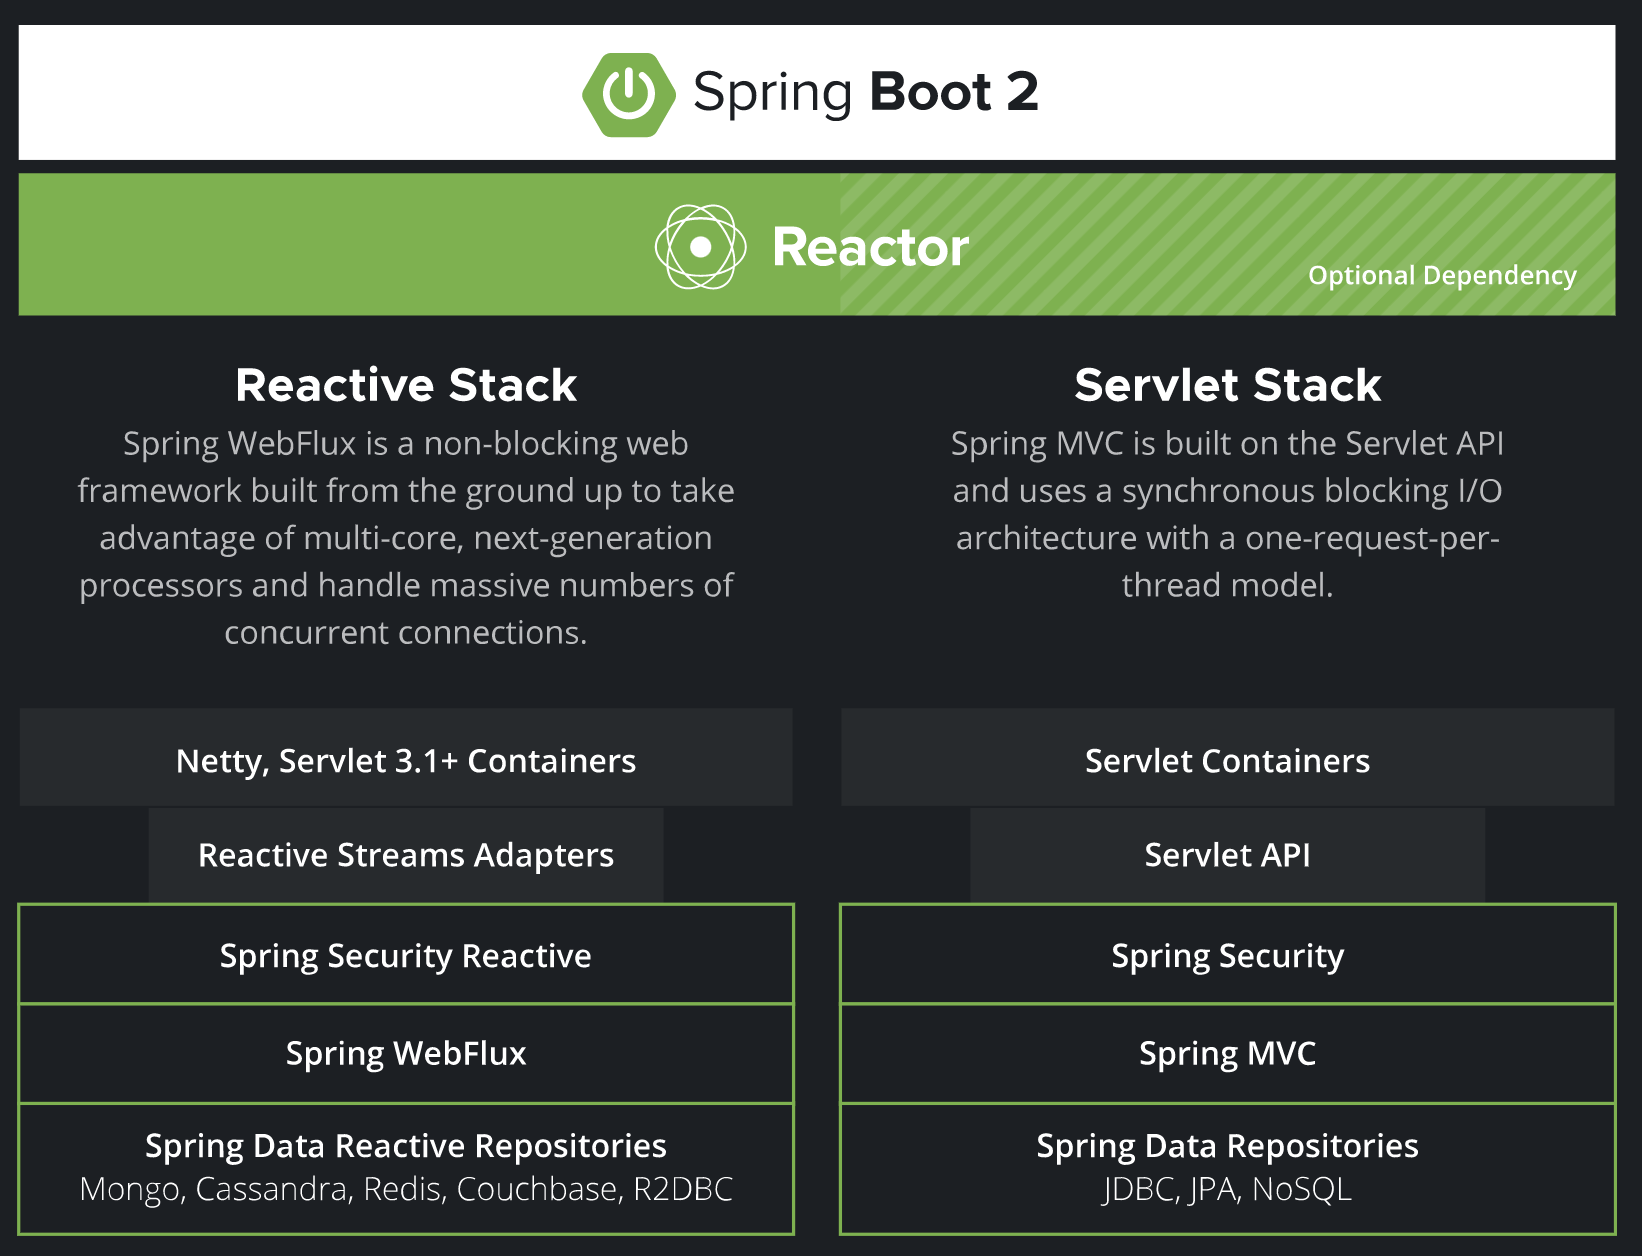 Spring Boot 2
Reactor
Optional Dependency
Reactive Stack
Spring WebFlux is a non-blocking web
framework built from the ground up to take
advantage of multi-core, next-generation
processors and handle massive numbers of
concurrent connections.
Netty, Servlet 3.1+ Containers
Reactive Streams Adapters
Spring Security Reactive
Spring WebFlux
Spring Data Reactive Repositories
Mongo, Cassandra, Redis, Couchbase, R2DBC
Servlet Stack
Spring MVC is built on the Servlet API
and uses a synchronous blocking I/O
architecture with a one-request-per-
thread model.
Servlet Containers
Servlet API
Spring Security
Spring MVC
Spring Data Repositories
JDBC, JPA, NoSQL